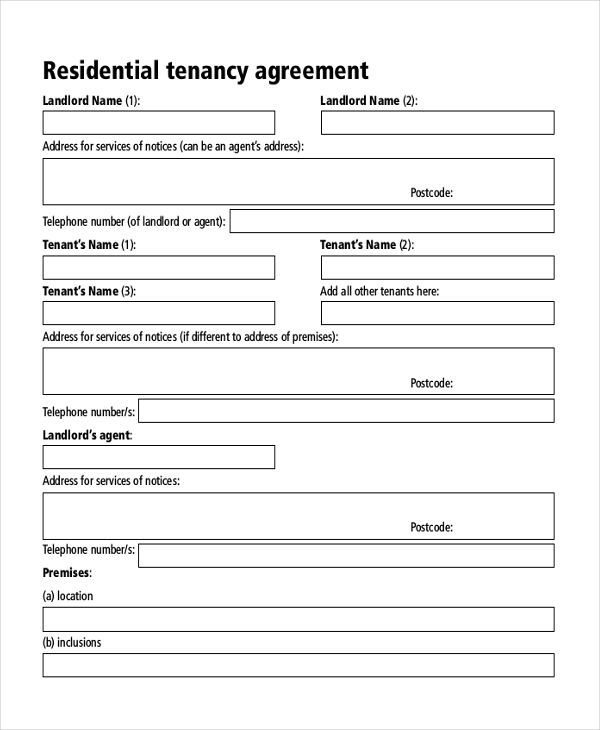 Residential tenancy agreement
Landlord Name (1): Landlord Name (2):
Address for services of notices (can be an agent's address):
Postcode:
Telephone number (of landlord or agent):
Tenant's Name (1): Tenant's Name (2):
Tenant's Name (3): Add all other tenants here:
Address for services of notices (if different to address of premises):
Postcode:
Telephone number/s:
Landlord's agent:
Address for services of notices:
Postcode:
Telephone number/s:
Premises:
(a) location
(b) inclusions